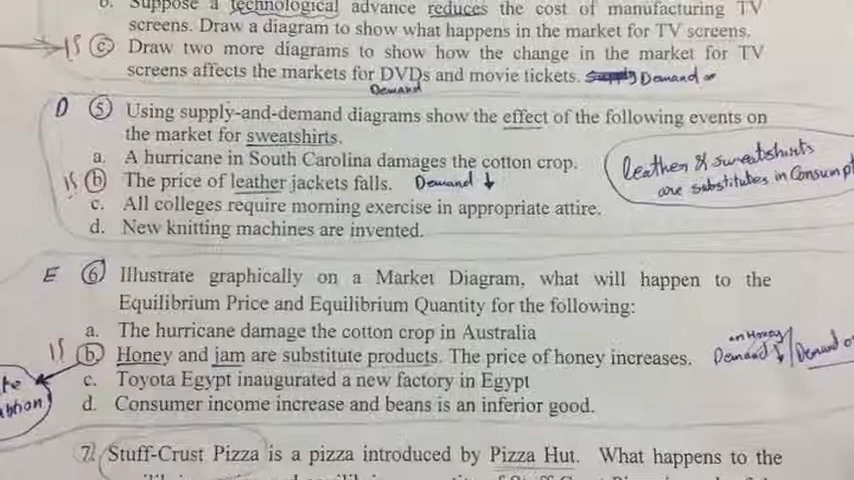 b. Suppose a technological advance reduces the cost of manufacturing TV
screens. Draw a diagram to show what happens in the market for TV screens.
IS c Draw two more diagrams to show how the change in the market for TV
screens affects the markets for DVDs and movie tickets. Demand
Demand
D 5 Using supply-and-demand diagrams show the effect of the following events on
the market for sweatshirts.
a. A hurricane in South Carolina damages the cotton crop.
IS b The price of leather jackets falls. Demand ↓
leather & sweatshirts
are substitutes in
c. All colleges require morning exercise in appropriate attire.
d. New knitting machines are invented.
E 6 Illustrate graphically on a Market Diagram, what will happen to the
Equilibrium Price and Equilibrium Quantity for the following:
a. The hurricane damage the cotton crop in Australia
IS b. Honey and jam are substitute products. The price of honey increases.
on Honey
Demand ↓ / Demand
c. Toyota Egypt inaugurated a new factory in Egypt
d. Consumer income increase and beans is an inferior good.
7. Stuff-Crust Pizza is a pizza introduced by Pizza Hut. What happens to the